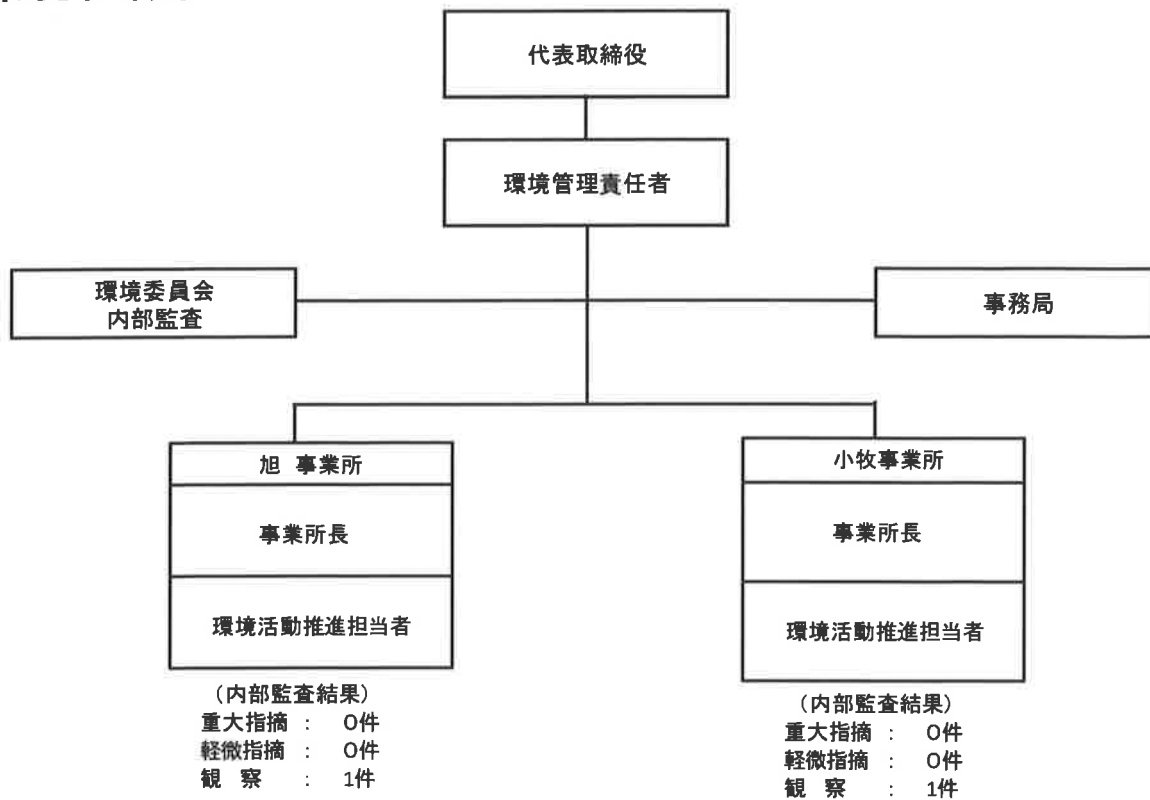 代表取締役
環境管理責任者
環境委員会
内部監査
事務局
旭 事業所
事業所長
環境活動推進担当者
（内部監査結果）
重大指摘 ： 0件
軽微指摘 ： 0件
観 察 ： 1件
小牧事業所
事業所長
環境活動推進担当者
（内部監査結果）
重大指摘 ： 0件
軽微指摘 ： 0件
観 察 ： 1件